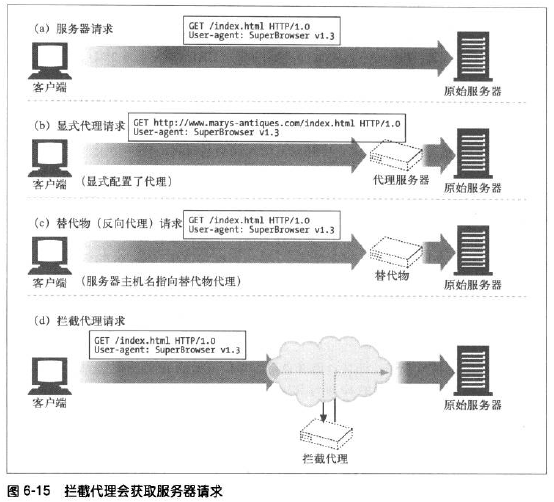 (a) 服务器请求
GET /index.html HTTP/1.0
User-agent: SuperBrowser v1.3
客户端
原始服务器
(b) 显式代理请求
GET http://www.marys-antiques.com/index.html HTTP/1.0
User-agent: SuperBrowser v1.3
客户端
(显式配置了代理)
代理服务器
原始服务器
(c) 替代物（反向代理）请求
GET /index.html HTTP/1.0
User-agent: SuperBrowser v1.3
客户端
(服务器主机名指向替代物代理)
替代物
原始服务器
(d) 拦截代理请求
GET /index.html HTTP/1.0
User-agent: SuperBrowser v1.3
客户端
原始服务器
拦截代理
图 6-15 拦截代理会获取服务器请求